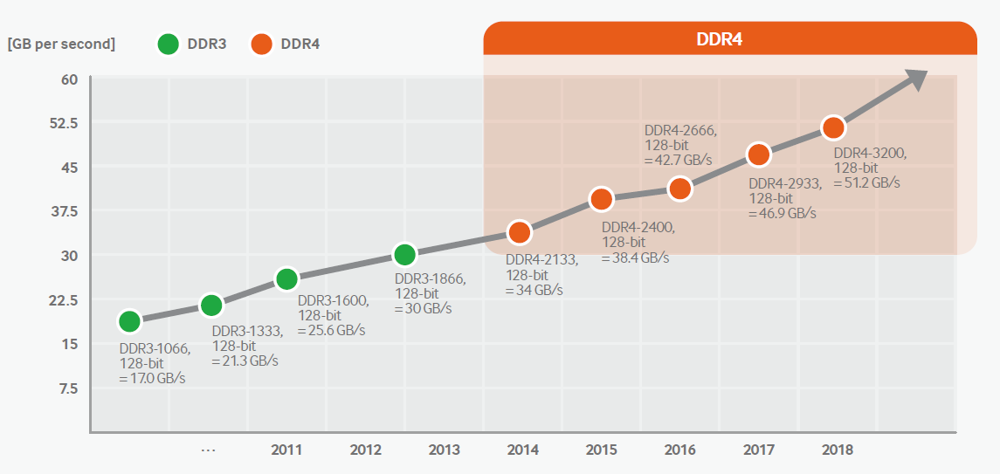 [GB per second]
DDR3
DDR4
DDR4
60
52.5
45
37.5
30
22.5
15
7.5
DDR3-1066,
128-bit
= 17.0 GB/s
DDR3-1333,
128-bit
= 21.3 GB/s
DDR3-1600,
128-bit
= 25.6 GB/s
DDR3-1866,
128-bit
= 30 GB/s
DDR4-2133,
128-bit
= 34 GB/s
DDR4-2400,
128-bit
= 38.4 GB/s
DDR4-2666,
128-bit
= 42.7 GB/s
DDR4-2933,
128-bit
= 46.9 GB/s
DDR4-3200,
128-bit
= 51.2 GB/s
... 2011 2012 2013 2014 2015 2016 2017 2018